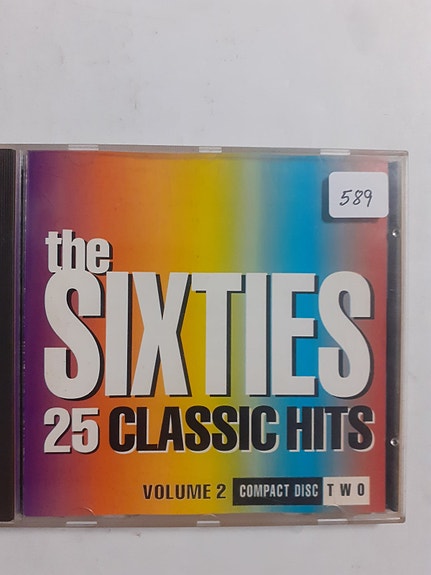 589
the
SIXTIES
25 CLASSIC HITS
VOLUME 2 COMPACT DISC TWO